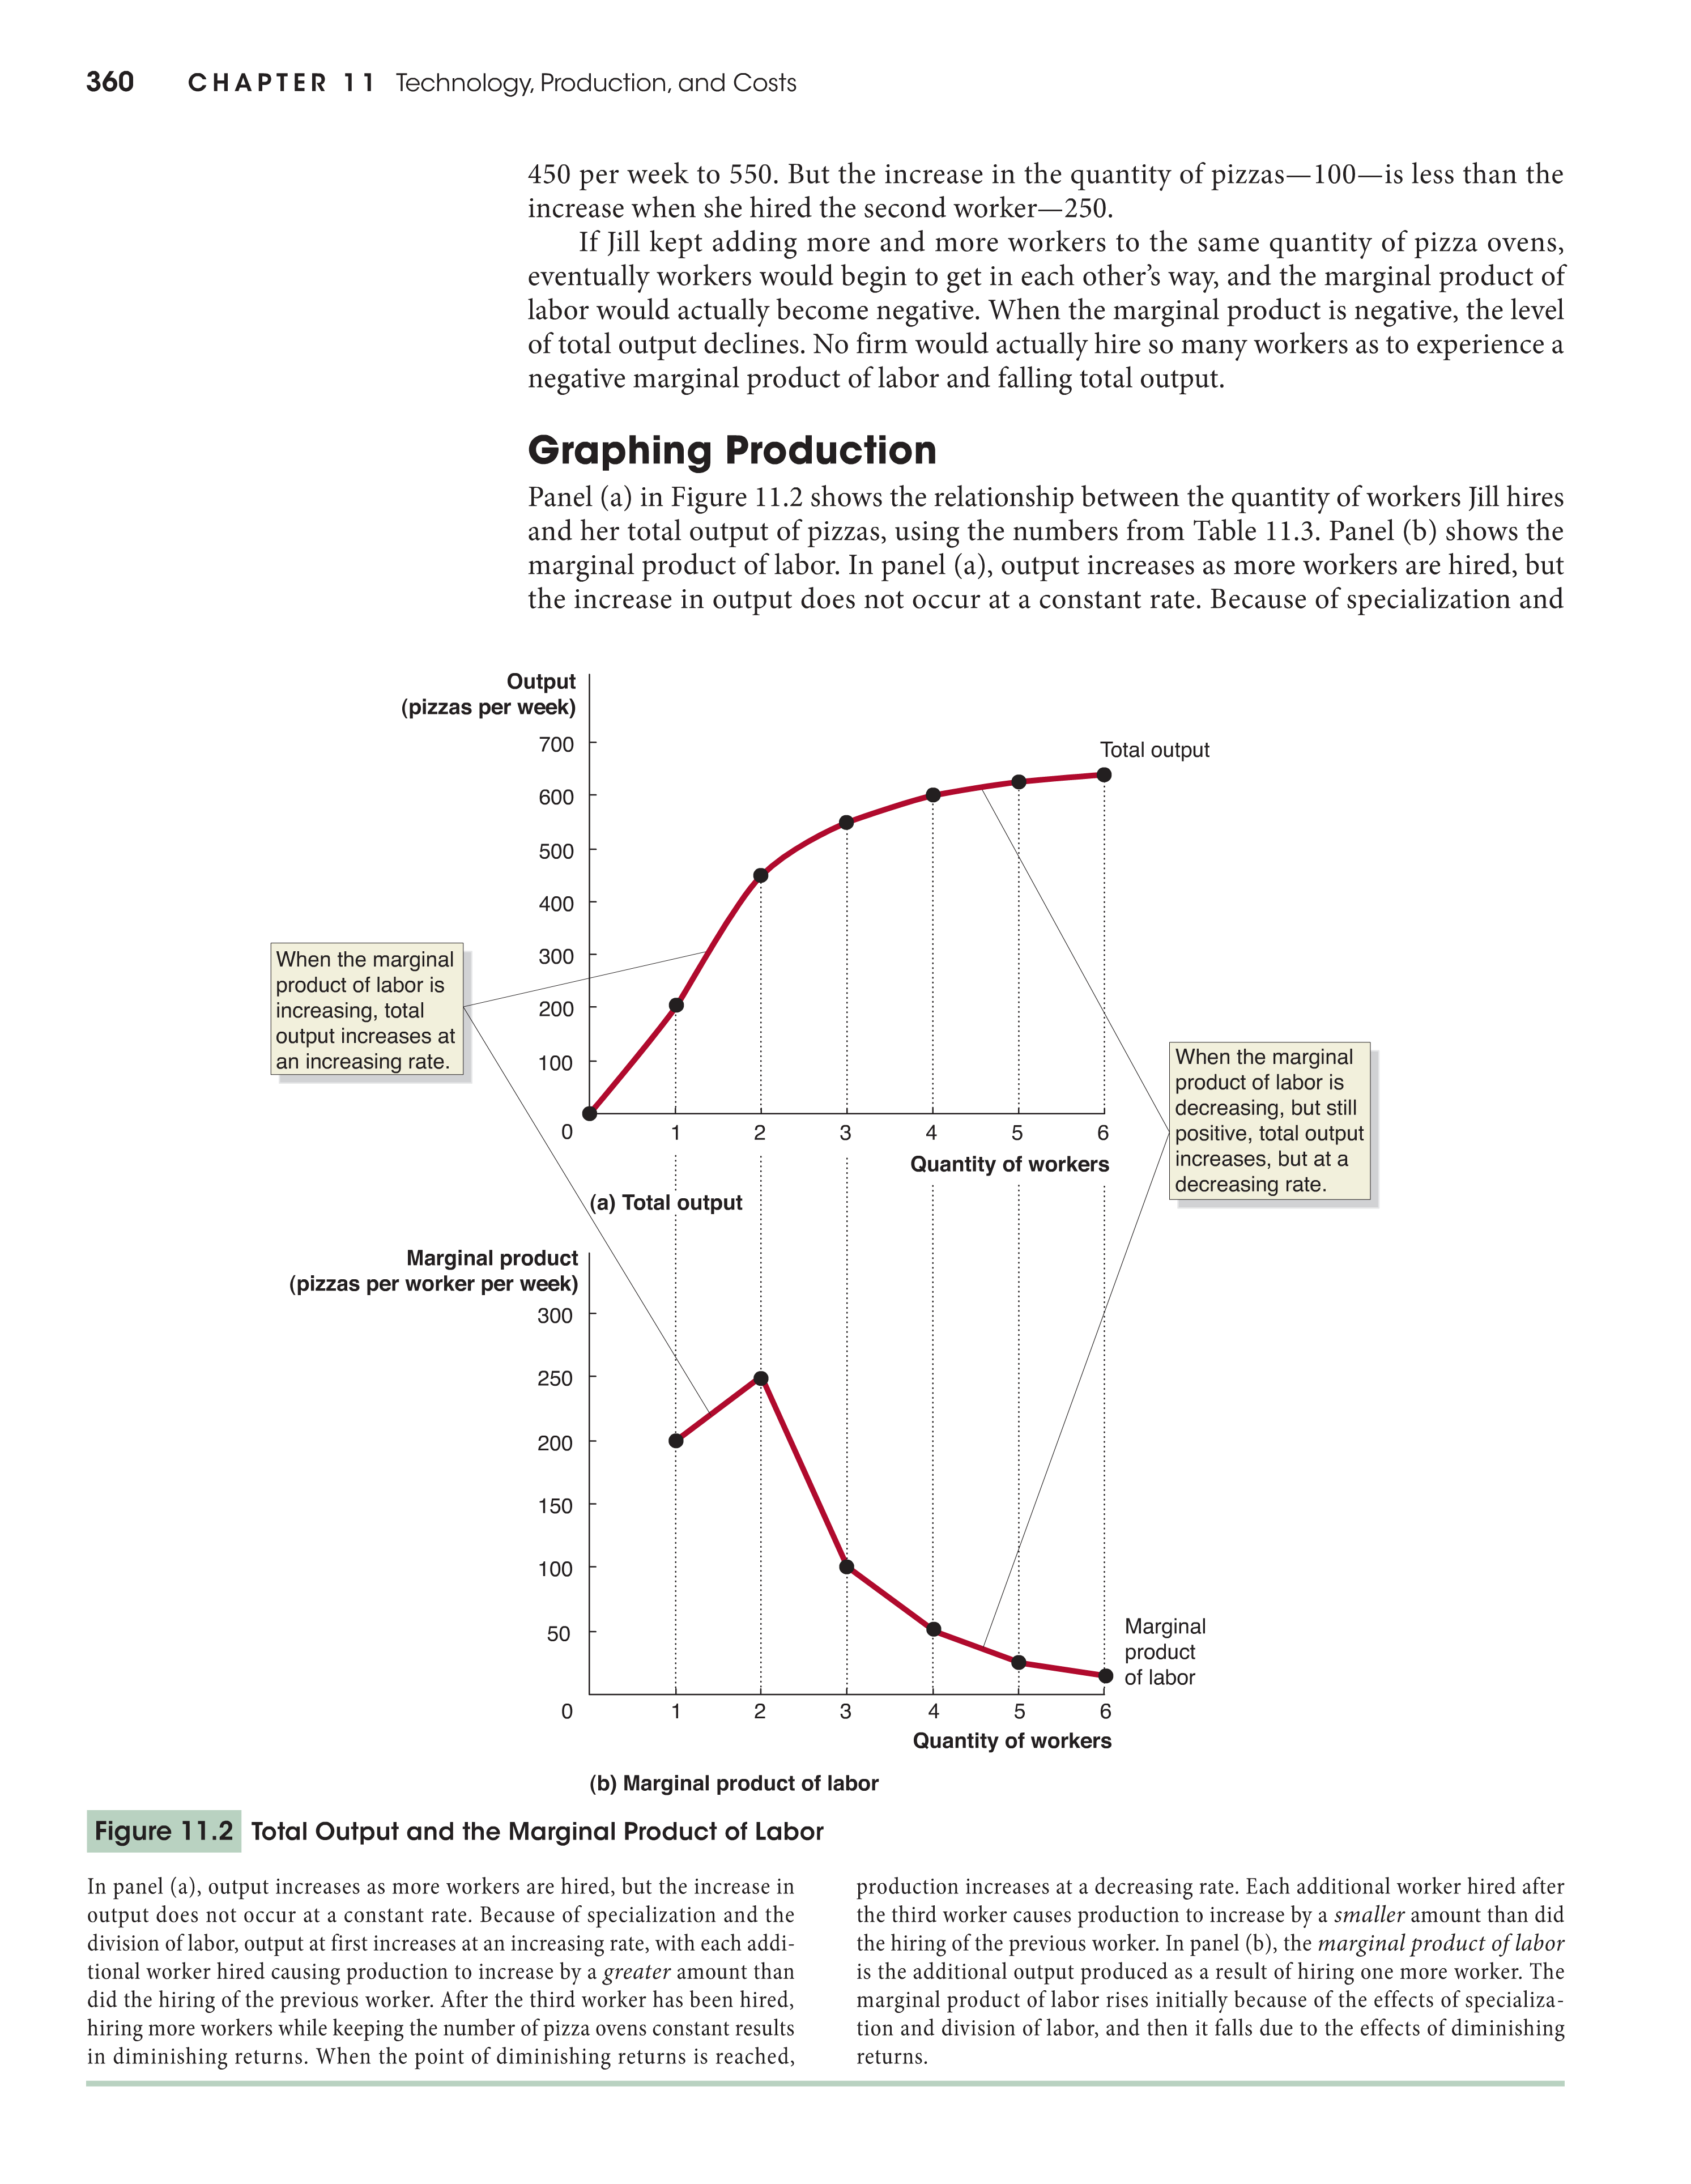 360 CHAPTER 11 Technology, Production, and Costs
450 per week to 550. But the increase in the quantity of pizzas—100—is less than the
increase when she hired the second worker—250.
If Jill kept adding more and more workers to the same quantity of pizza ovens,
eventually workers would begin to get in each other's way, and the marginal product of
labor would actually become negative. When the marginal product is negative, the level
of total output declines. No firm would actually hire so many workers as to experience a
negative marginal product of labor and falling total output.
Graphing Production
Panel (a) in Figure 11.2 shows the relationship between the quantity of workers Jill hires
and her total output of pizzas, using the numbers from Table 11.3. Panel (b) shows the
marginal product of labor. In panel (a), output increases as more workers are hired, but
the increase in output does not occur at a constant rate. Because of specialization and
Output
(pizzas per week)
700
600
500
400
300
200
100
0
1 2 3 4 5 6
Quantity of workers
Total output
When the marginal
product of labor is
increasing, total
output increases at
an increasing rate.
When the marginal
product of labor is
decreasing, but still
positive, total output
increases, but at a
decreasing rate.
(a) Total output
Marginal product
(pizzas per worker per week)
300
250
200
150
100
50
0
1 2 3 4 5 6
Quantity of workers
Marginal
product
of labor
(b) Marginal product of labor
Figure 11.2 Total Output and the Marginal Product of Labor
In panel (a), output increases as more workers are hired, but the increase in
output does not occur at a constant rate. Because of specialization and the
division of labor, output at first increases at an increasing rate, with each addi-
tional worker hired causing production to increase by a greater amount than
did the hiring of the previous worker. After the third worker has been hired,
hiring more workers while keeping the number of pizza ovens constant results
in diminishing returns. When the point of diminishing returns is reached,
production increases at a decreasing rate. Each additional worker hired after
the third worker causes production to increase by a smaller amount than did
the hiring of the previous worker. In panel (b), the marginal product of labor
is the additional output produced as a result of hiring one more worker. The
marginal product of labor rises initially because of the effects of specializa-
tion and division of labor, and then it falls due to the effects of diminishing
returns.